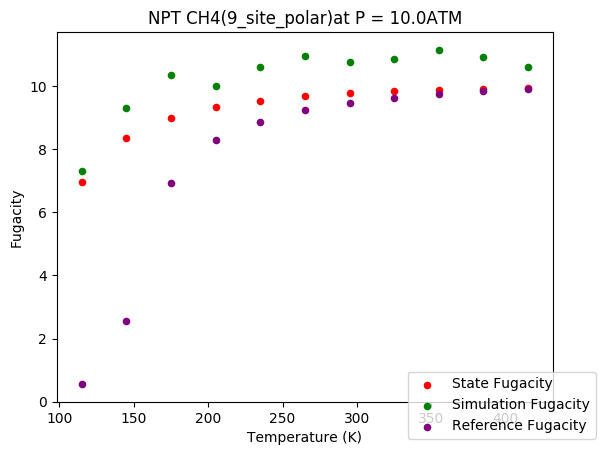 NPT CH4(9_site_polar)at P = 10.0ATM
10
8
6
4
2
0
Fugacity
100 150 200 250 300 350 400
Temperature (K)
State Fugacity
Simulation Fugacity
Reference Fugacity